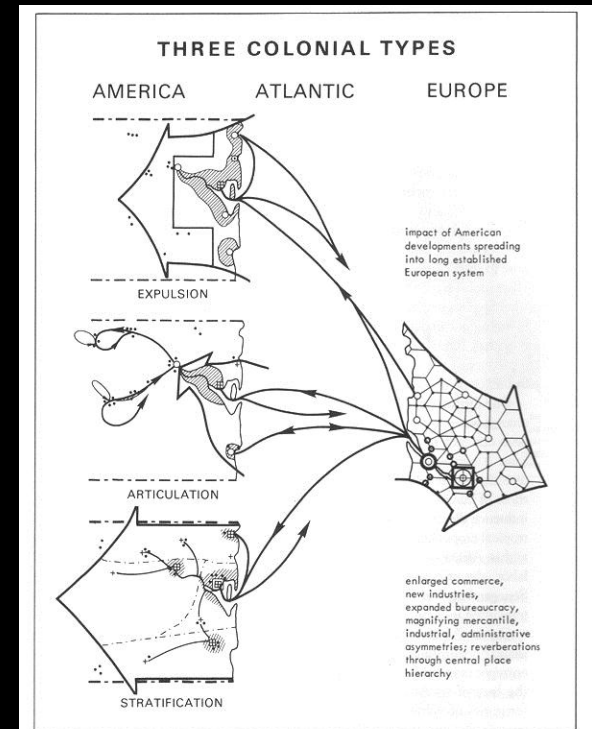 THREE COLONIAL TYPES
AMERICA ATLANTIC EUROPE
impact of American
developments spreading
into long established
European system
EXPULSION
ARTICULATION
enlarged commerce,
new industries,
expanded bureaucracy,
magnifying mercantile,
industrial, administrative
asymmetries; reverberations
through central place
hierarchy
STRATIFICATION